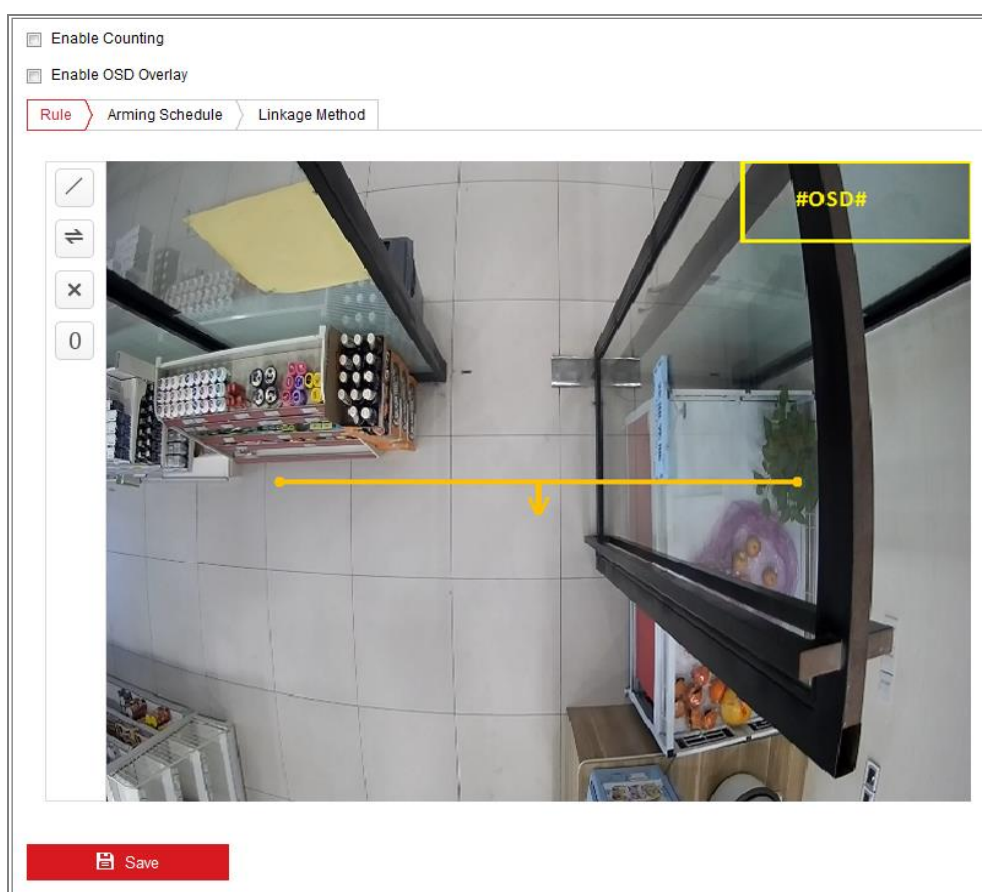 Enable Counting
Enable OSD Overlay
Rule Arming Schedule Linkage Method
#OSD#
0
Save